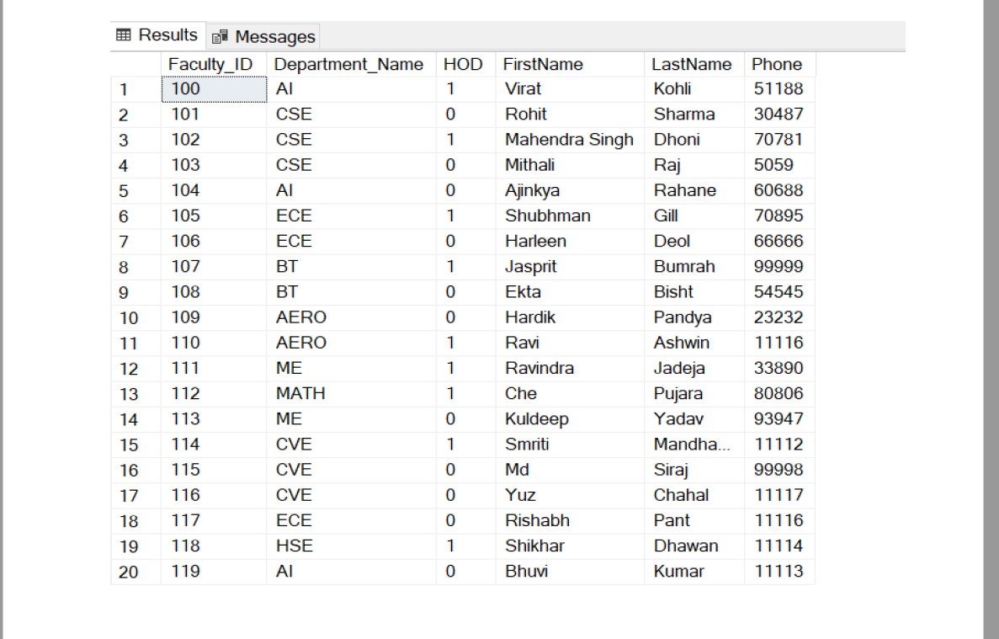 Results Messages
Faculty_ID Department_Name HOD FirstName LastName Phone
1 100 AI 1 Virat Kohli 51188
2 101 CSE 0 Rohit Sharma 30487
3 102 CSE 1 Mahendra Singh Dhoni 70781
4 103 CSE 0 Mithali Raj 5059
5 104 AI 0 Ajinkya Rahane 60688
6 105 ECE 1 Shubhman Gill 70895
7 106 ECE 0 Harleen Deol 66666
8 107 BT 1 Jasprit Bumrah 99999
9 108 BT 0 Ekta Bisht 54545
10 109 AERO 0 Hardik Pandya 23232
11 110 AERO 1 Ravi Ashwin 11116
12 111 ME 1 Ravindra Jadeja 33890
13 112 MATH 1 Che Pujara 80806
14 113 ME 0 Kuldeep Yadav 93947
15 114 CVE 1 Smriti Mandha... 11112
16 115 CVE 0 Md Siraj 99998
17 116 CVE 0 Yuz Chahal 11117
18 117 ECE 0 Rishabh Pant 11116
19 118 HSE 1 Shikhar Dhawan 11114
20 119 AI 0 Bhuvi Kumar 11113